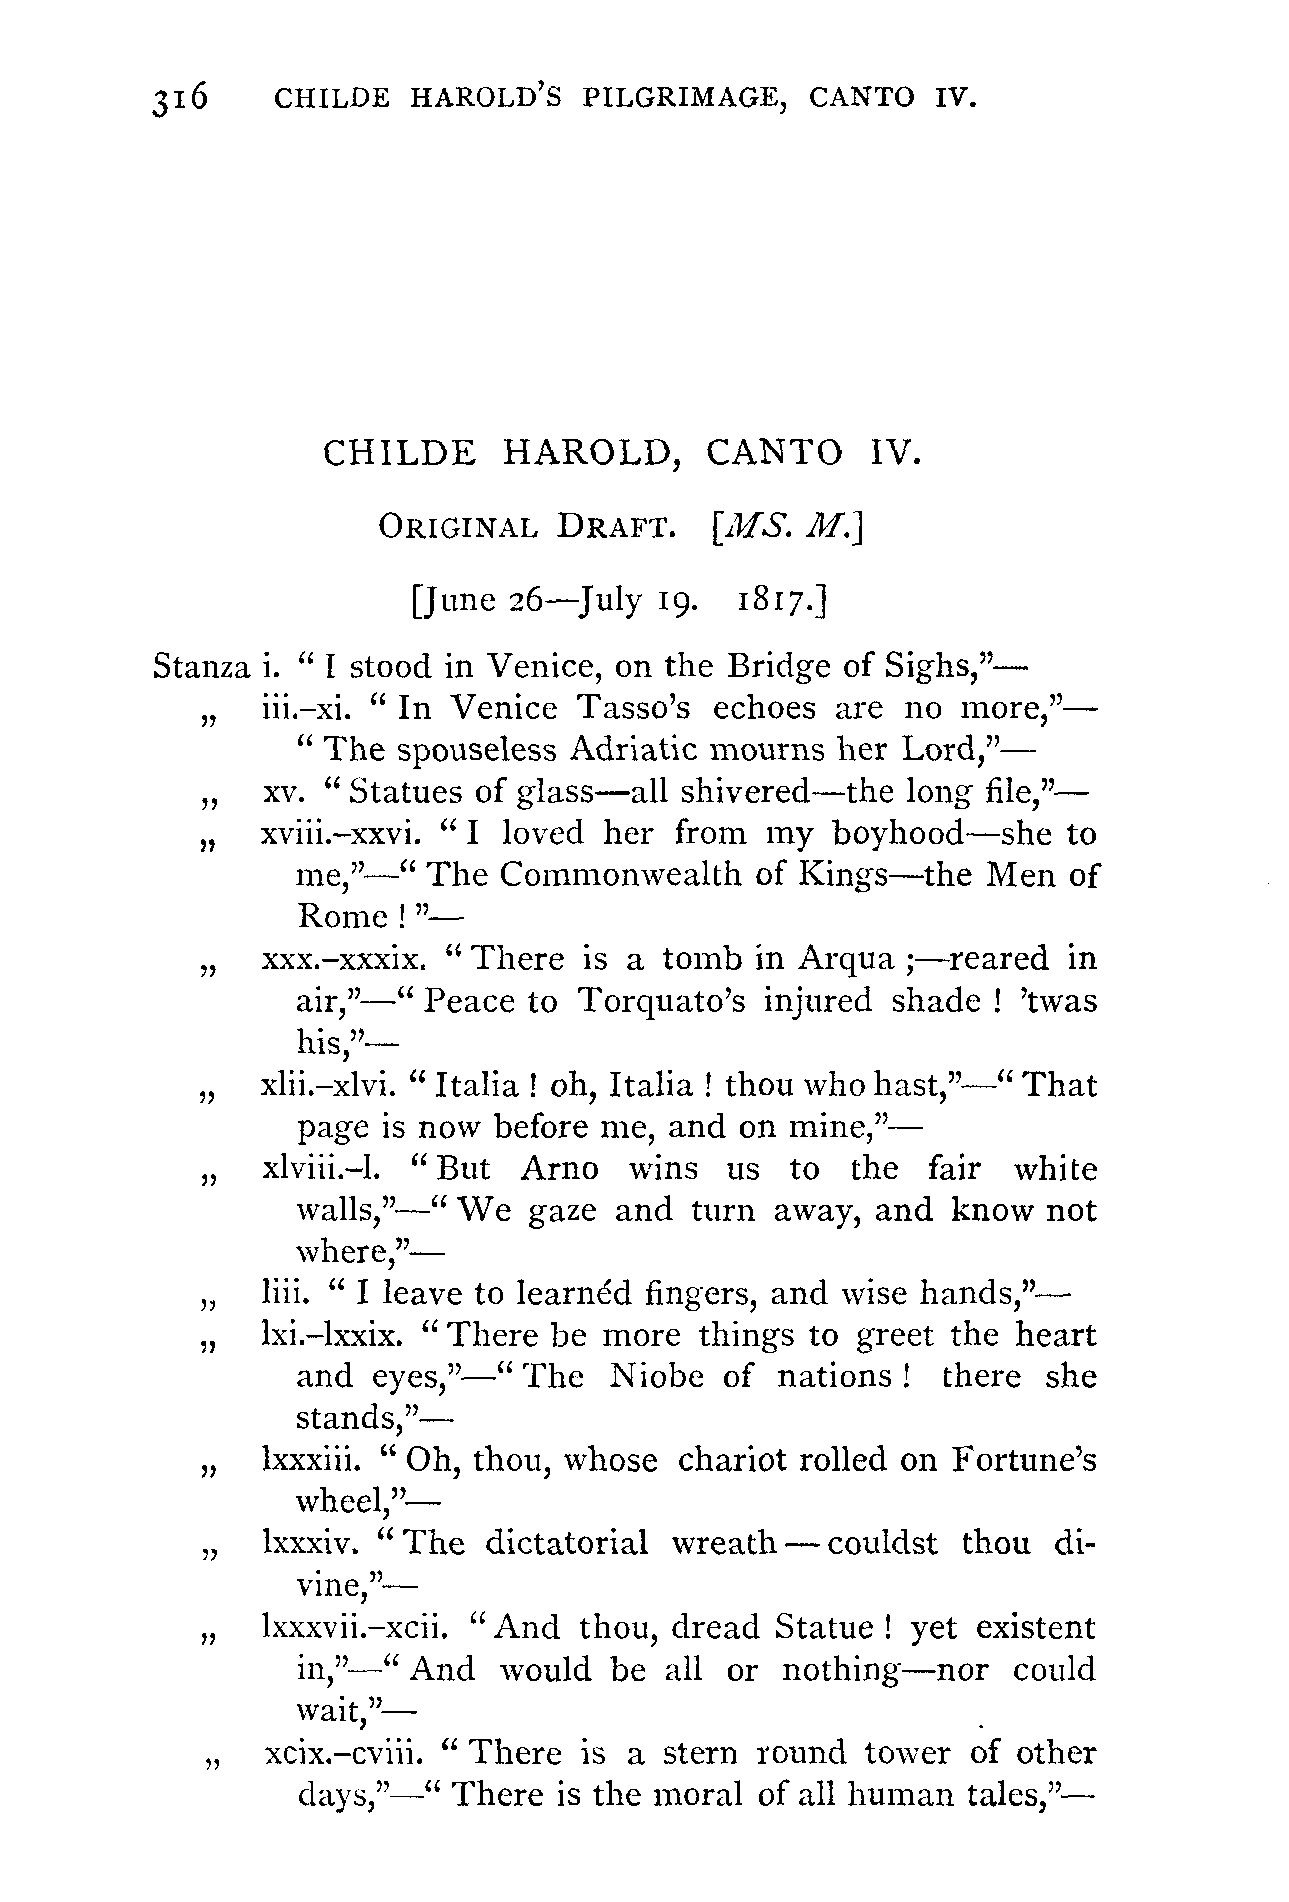 316 CHILDE HAROLD'S PILGRIMAGE, CANTO IV.
CHILDE HAROLD, CANTO IV.
ORIGINAL DRAFT. [MS. M.]
[June 26—July 19. 1817.]
Stanza i. “ I stood in Venice, on the Bridge of Sighs,”—
„ iii.–xi. “ In Venice Tasso’s echoes are no more,”—
“ The spouseless Adriatic mourns her Lord,”—
„ xv. “ Statues of glass—all shivered—the long file,”—
„ xviii.–xxvi. “ I loved her from my boyhood—she to
me,”—“ The Commonwealth of Kings—the Men of
Rome ! ”—
„ xxx.–xxxix. “ There is a tomb in Arqua ;—reared in
air,”—“ Peace to Torquato’s injured shade ! ’twas
his,”—
„ xlii.–xlvi. “ Italia ! oh, Italia ! thou who hast,”—“ That
page is now before me, and on mine,”—
„ xlviii.–l. “ But Arno wins us to the fair white
walls,”—“ We gaze and turn away, and know not
where,”—
„ liii. “ I leave to learnéd fingers, and wise hands,”—
„ lxi.–lxxix. “ There be more things to greet the heart
and eyes,”—“ The Niobe of nations ! there she
stands,”—
„ lxxxiii. “ Oh, thou, whose chariot rolled on Fortune’s
wheel,”—
„ lxxxiv. “ The dictatorial wreath — couldst thou di-
vine,”—
„ lxxxvii.–xcii. “ And thou, dread Statue ! yet existent
in,”—“ And would be all or nothing—nor could
wait,”—
„ xcix.–cviii. “ There is a stern round tower of other
days,”—“ There is the moral of all human tales,”—